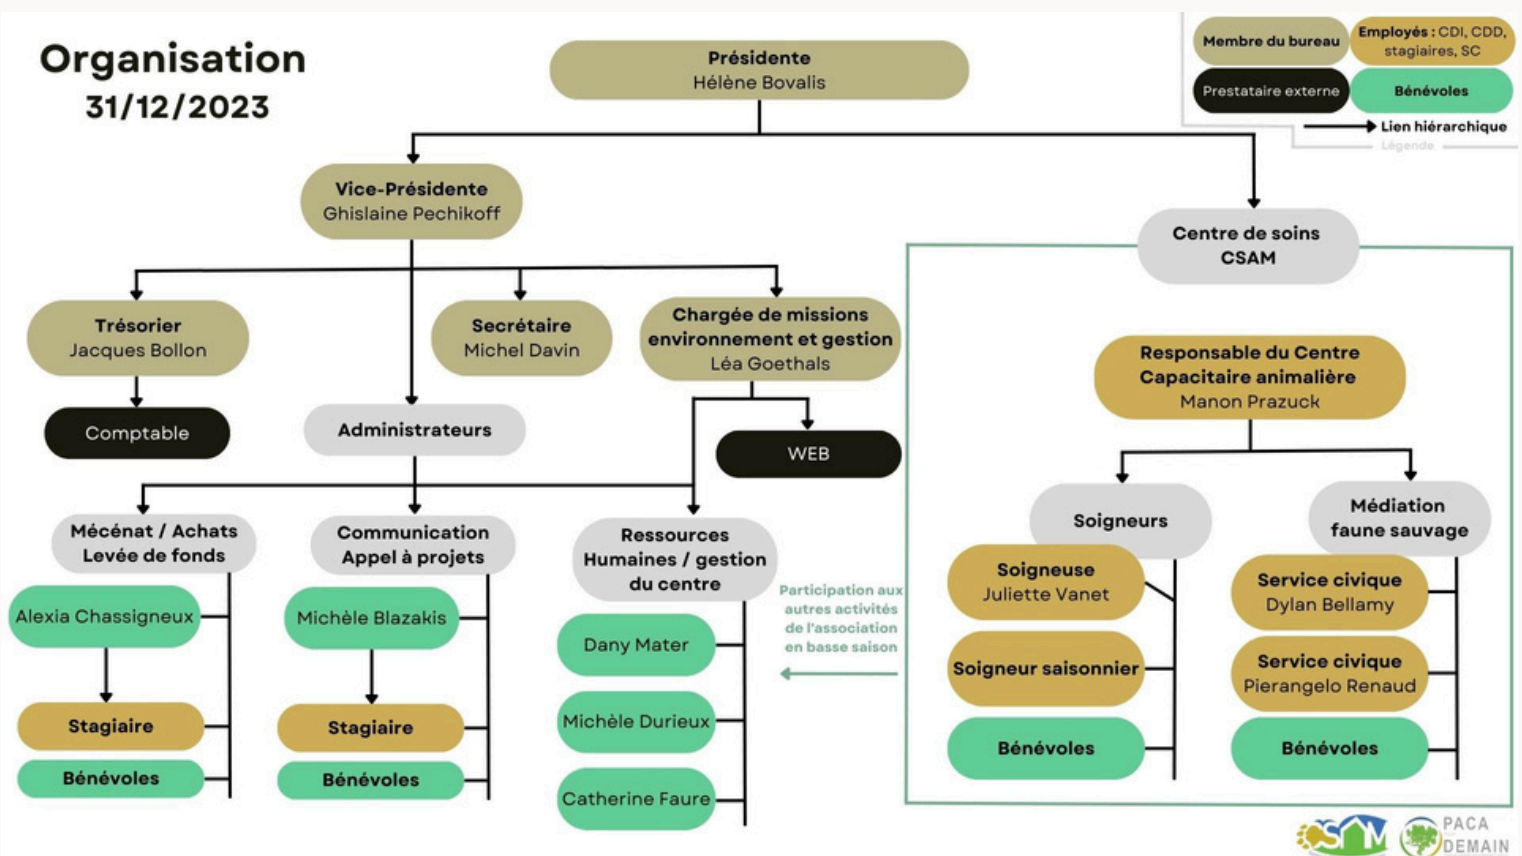 Organisation
31/12/2023
Présidente
Hélène Bovalis
Membre du bureau
Employés : CDI, CDD,
stagiaires, SC
Prestataire externe
Bénévoles
Lien hiérarchique
Légende
Vice-Présidente
Ghislaine Pechikoff
Centre de soins
CSAM
Trésorier
Jacques Bollon
Secrétaire
Michel Davin
Chargée de missions
environnement et gestion
Léa Goethals
Responsable du Centre
Capacitaire animalière
Manon Prazuck
Comptable
Administrateurs
WEB
Mécénat / Achats
Levée de fonds
Communication
Appel à projets
Ressources
Humaines / gestion
du centre
Soigneurs
Médiation
faune sauvage
Alexia Chassigneux
Stagiaire
Bénévoles
Michèle Blazakis
Stagiaire
Bénévoles
Dany Mater
Michèle Durieux
Catherine Faure
Participation aux
autres activités
de l'association
en basse saison
Soigneuse
Juliette Vanet
Soigneur saisonnier
Bénévoles
Service civique
Dylan Bellamy
Service civique
Pierangelo Renaud
Bénévoles
CSAM
PACA
DEMAIN